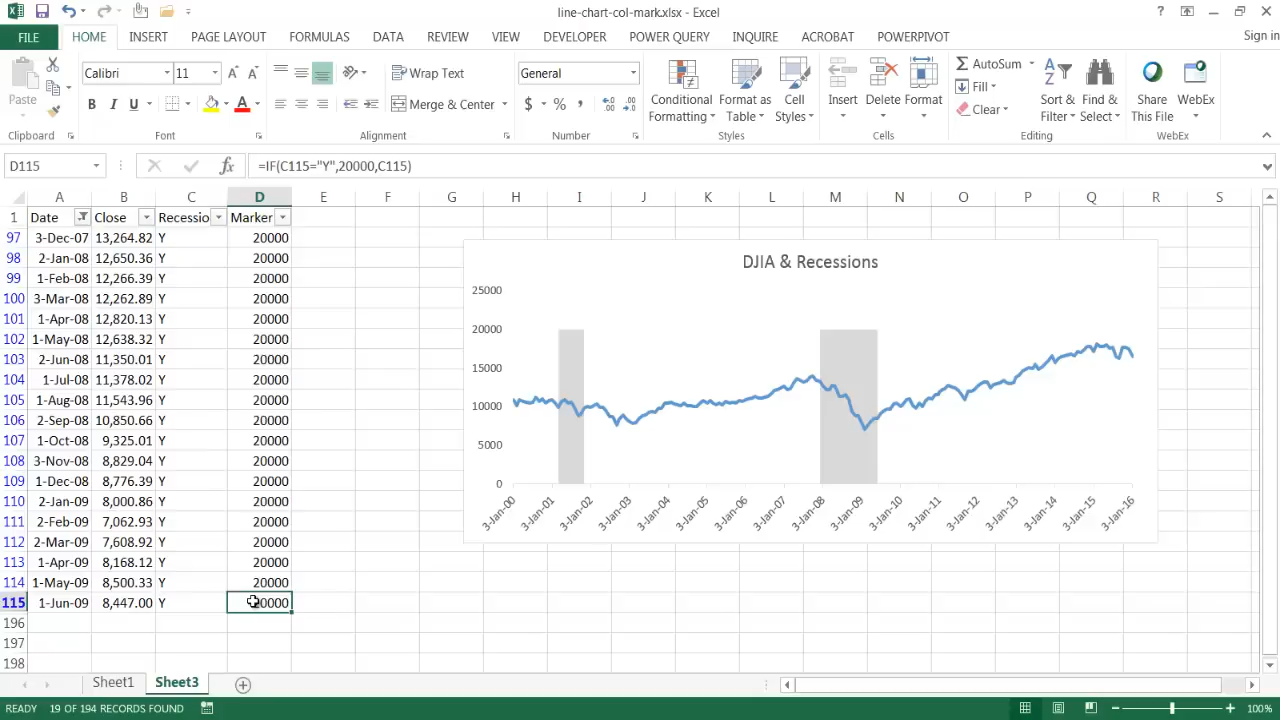 line-chart-col-mark.xlsx - Excel
FILE HOME INSERT PAGE LAYOUT FORMULAS DATA REVIEW VIEW DEVELOPER POWER QUERY INQUIRE ACROBAT POWERPIVOT Sign in
Paste Calibri 11 Wrap Text General AutoSum
B I U Merge & Center $ % Conditional Formatting Format as Table Cell Styles Insert Delete Format Fill Clear Sort & Filter Find & Select Share This File WebEx
Clipboard Font Alignment Number Styles Cells Editing WebEx
D115 fx =IF(C115="Y",20000,C115)
A B C D E F G H I J K L M N O P Q R S
1 Date Close Recessio Marker
97 3-Dec-07 13,264.82 Y 20000
98 2-Jan-08 12,650.36 Y 20000
99 1-Feb-08 12,266.39 Y 20000
100 3-Mar-08 12,262.89 Y 20000
101 1-Apr-08 12,820.13 Y 20000
102 1-May-08 12,638.32 Y 20000
103 2-Jun-08 11,350.01 Y 20000
104 1-Jul-08 11,378.02 Y 20000
105 1-Aug-08 11,543.96 Y 20000
106 2-Sep-08 10,850.66 Y 20000
107 1-Oct-08 9,325.01 Y 20000
108 3-Nov-08 8,829.04 Y 20000
109 1-Dec-08 8,776.39 Y 20000
110 2-Jan-09 8,000.86 Y 20000
111 2-Feb-09 7,062.93 Y 20000
112 2-Mar-09 7,608.92 Y 20000
113 1-Apr-09 8,168.12 Y 20000
114 1-May-09 8,500.33 Y 20000
115 1-Jun-09 8,447.00 Y 20000
196
197
198
DJIA & Recessions
25000
20000
15000
10000
5000
0
3-Jan-00 3-Jan-01 3-Jan-02 3-Jan-03 3-Jan-04 3-Jan-05 3-Jan-06 3-Jan-07 3-Jan-08 3-Jan-09 3-Jan-10 3-Jan-11 3-Jan-12 3-Jan-13 3-Jan-14 3-Jan-15 3-Jan-16
Sheet1 Sheet3
READY 19 OF 194 RECORDS FOUND 100%